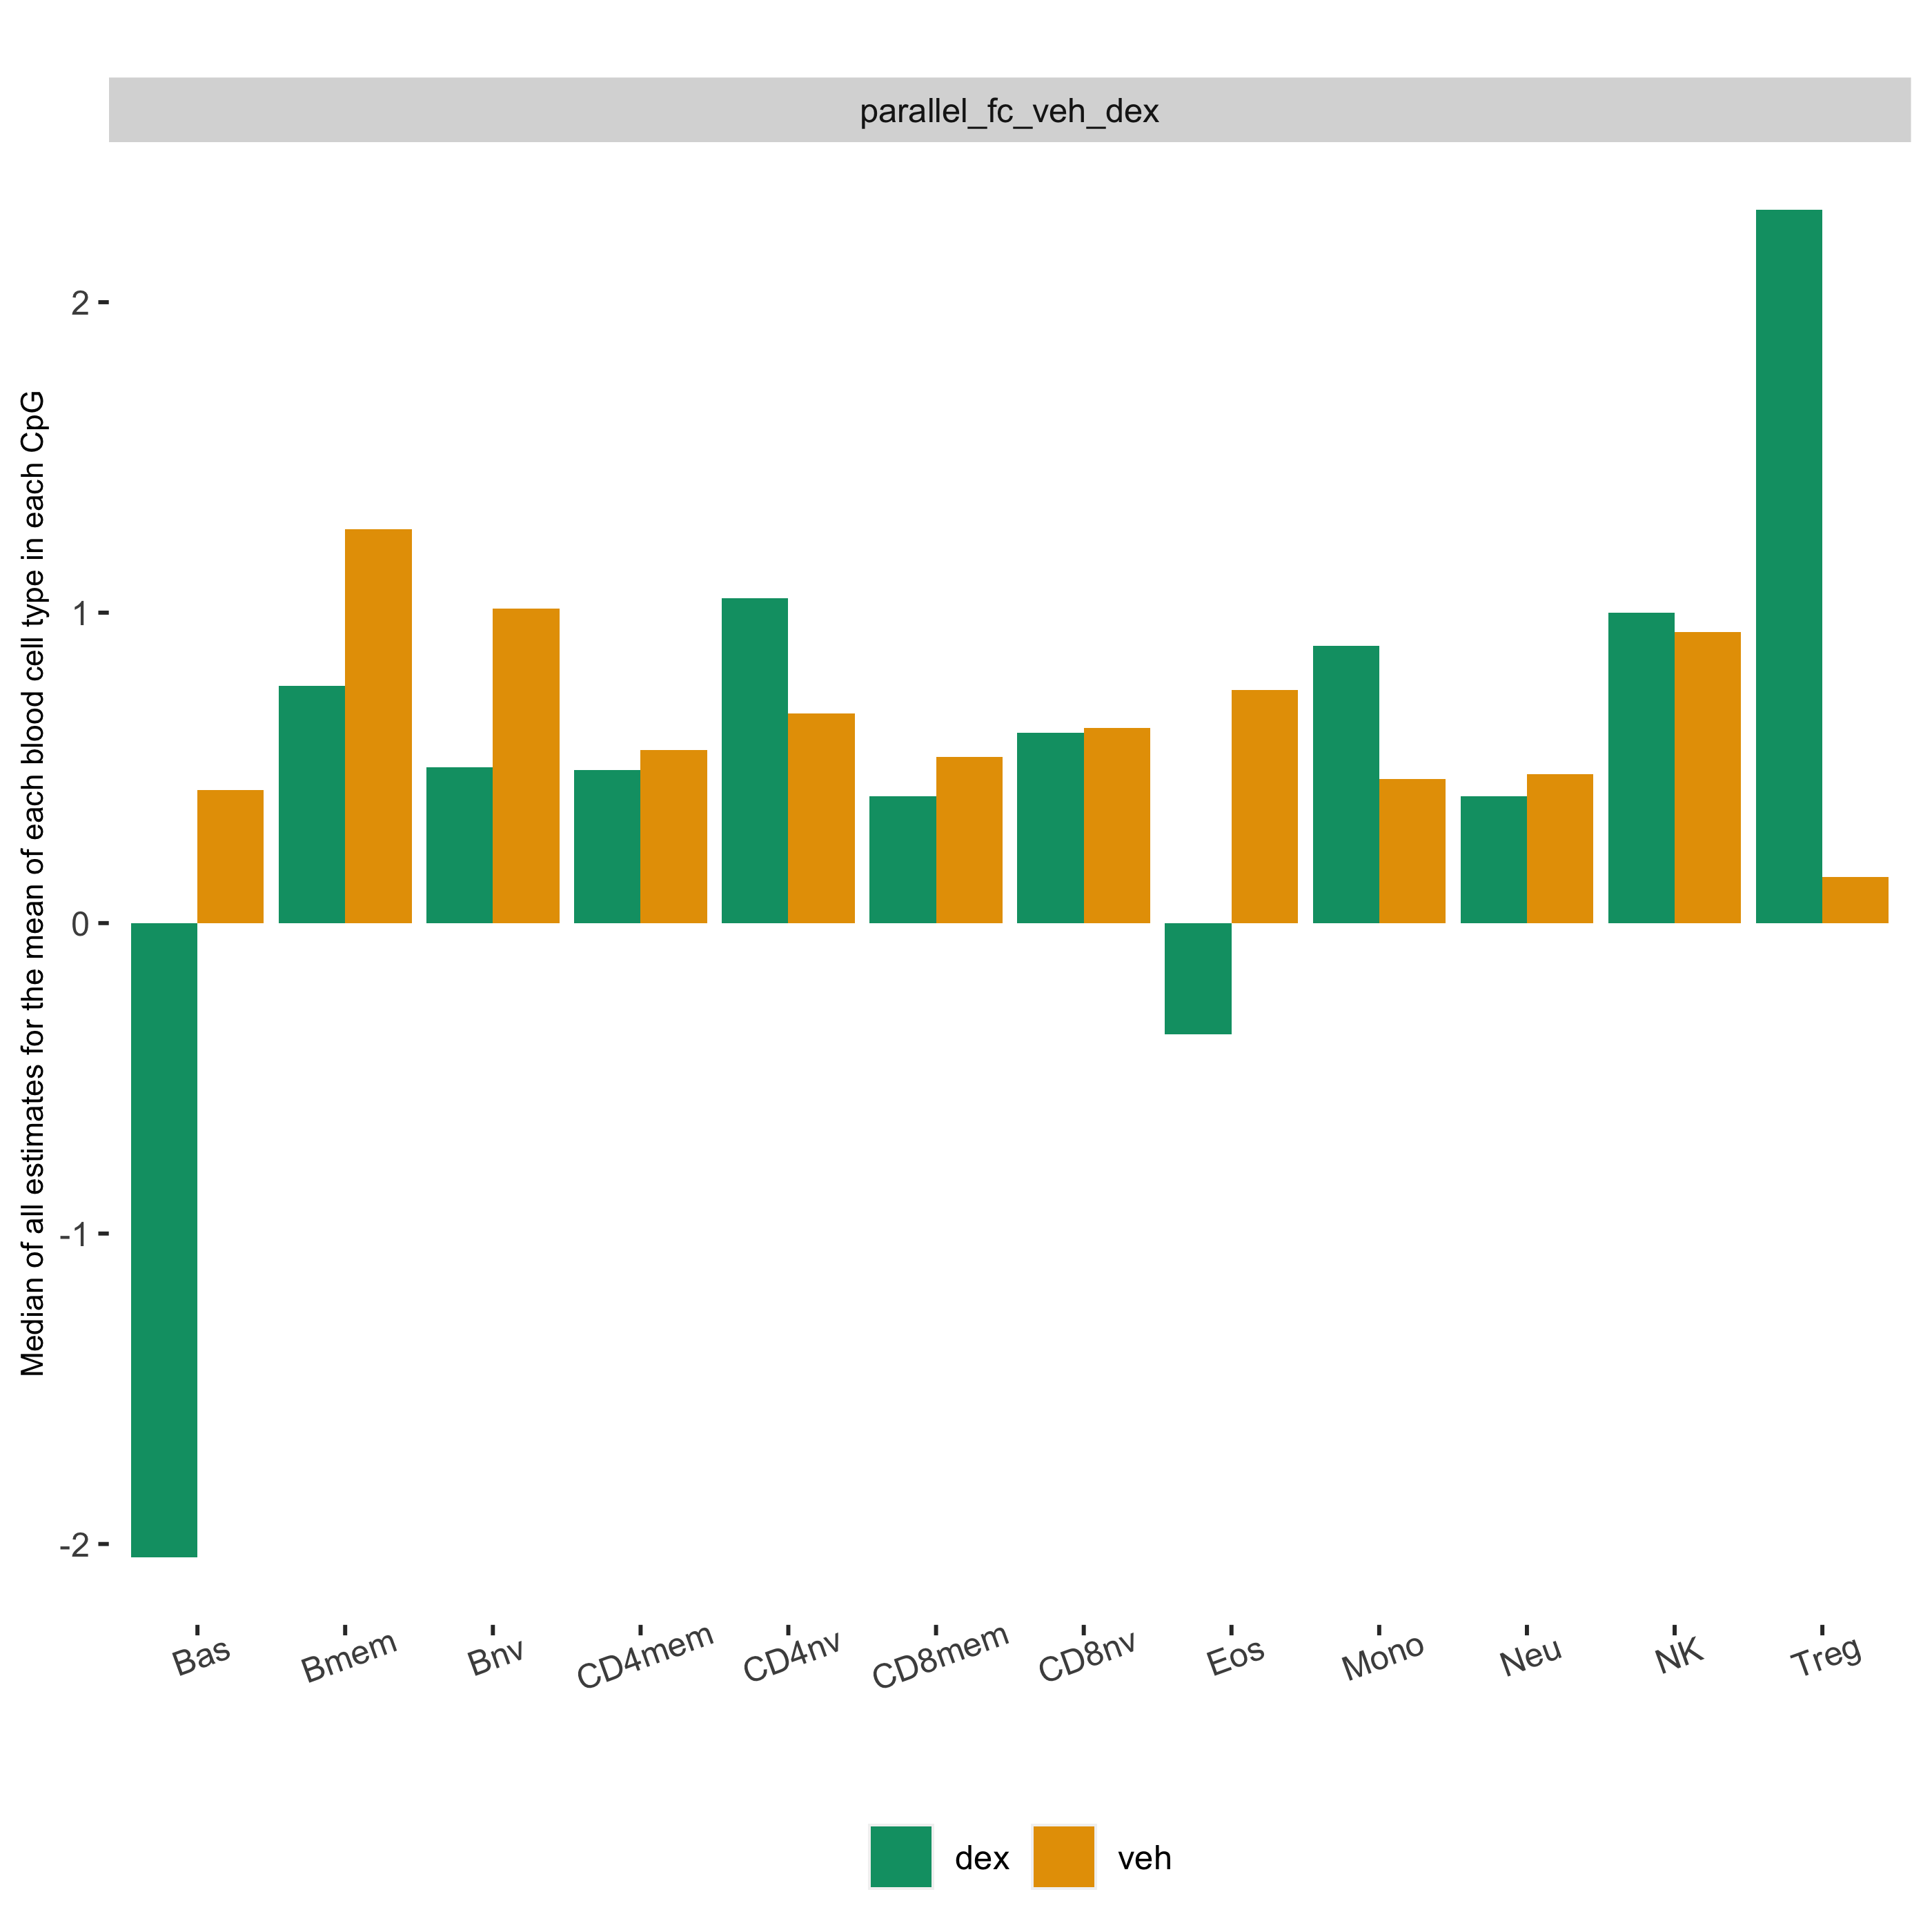 parallel_fc_veh_dex
Median of all estimates for the mean of each blood cell type in each CpG
2
1
0
-1
-2
Bas
Bmem
Bnv
CD4mem
CD4nv
CD8mem
CD8nv
Eos
Mono
Neu
NK
Treg
dex
veh